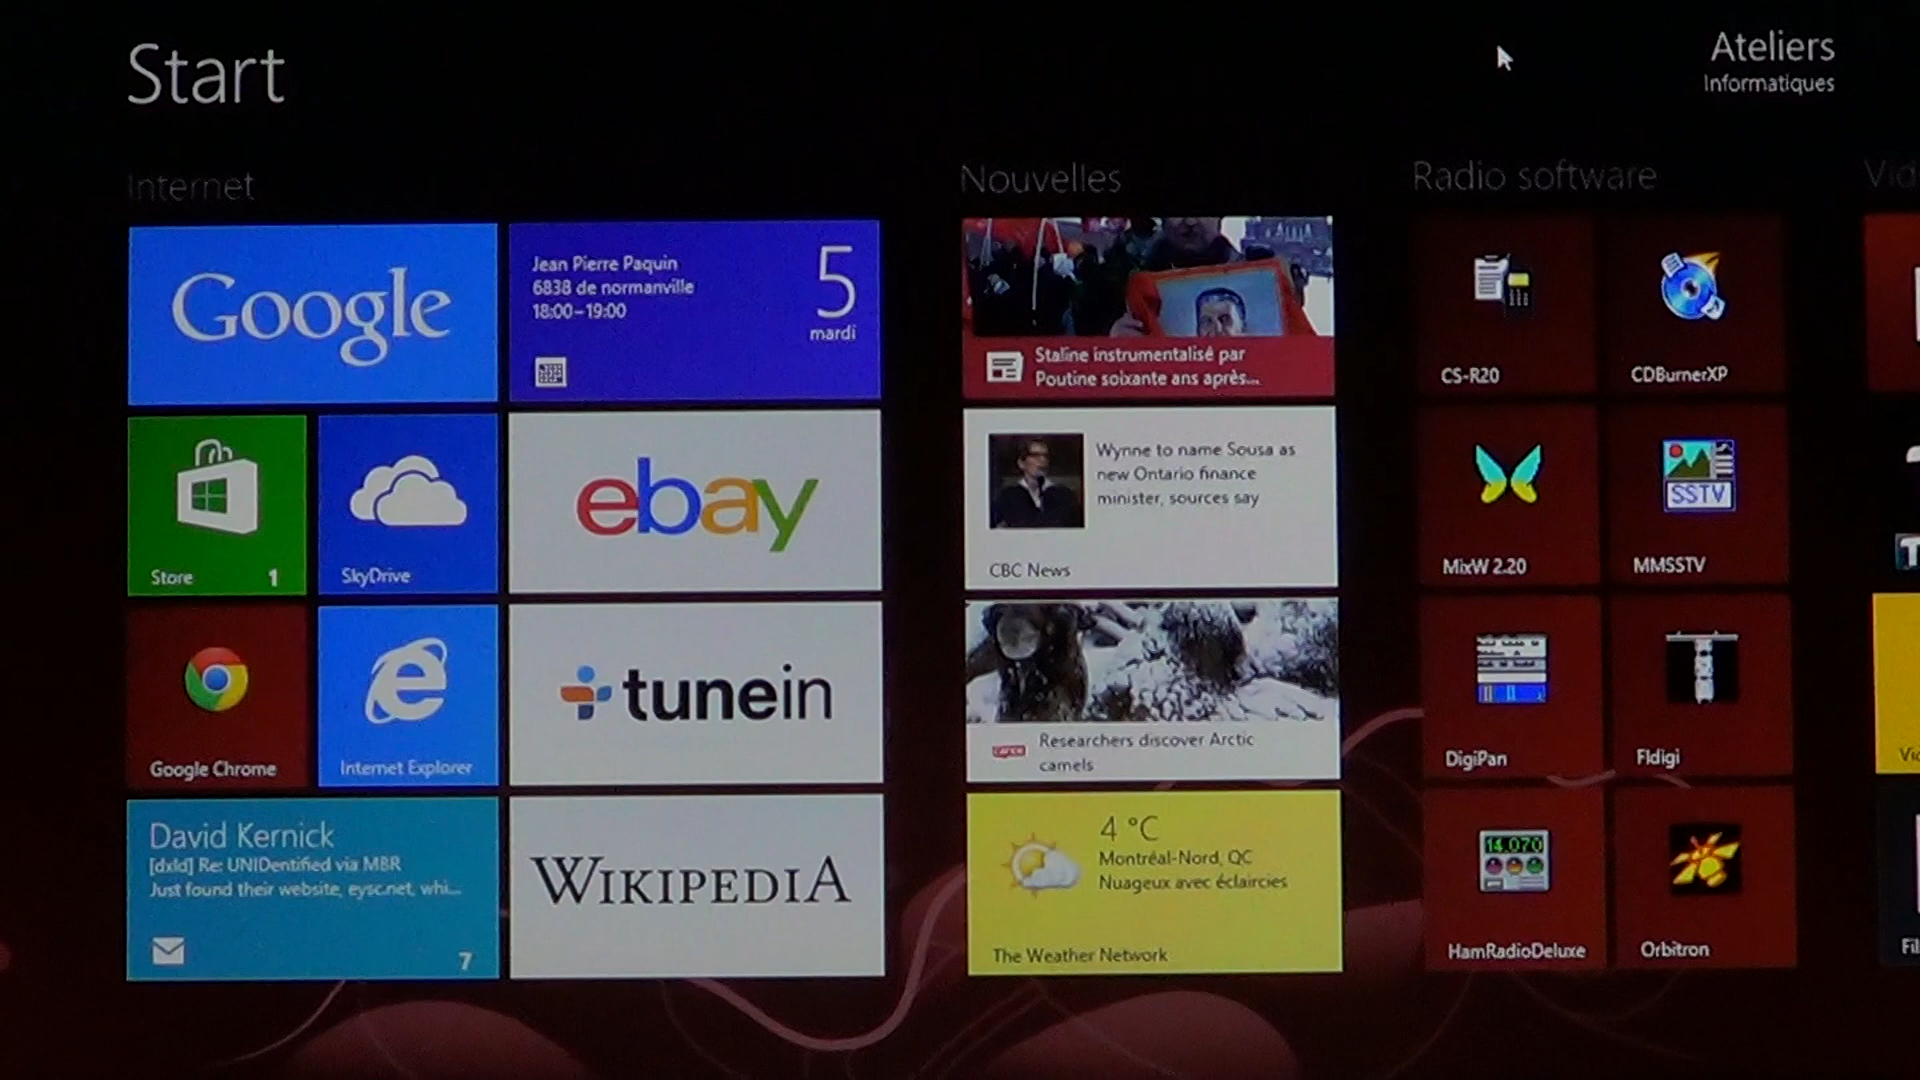 Start
Ateliers
Informatiques
Internet
Nouvelles
Radio software
Vid
Google
Jean Pierre Paquin
6838 de normanville
18:00–19:00
5
mardi
Store
1
SkyDrive
ebay
Google Chrome
Internet Explorer
tunein
David Kernick
[dxld] Re: UNIDentified via MBR
Just found their website, eysc.net, whi...
7
WIKIPEDIA
Staline instrumentalisé par
Poutine soixante ans après...
Wynne to name Sousa as
new Ontario finance
minister, sources say
CBC News
Researchers discover Arctic
camels
4 °C
Montréal-Nord, QC
Nuageux avec éclaircies
The Weather Network
CS-R20
CDBurnerXP
MixW 2.20
SSTV
MMSSTV
DigiPan
Fldigi
14.070
HamRadioDeluxe
Orbitron
T
Vi
Fil